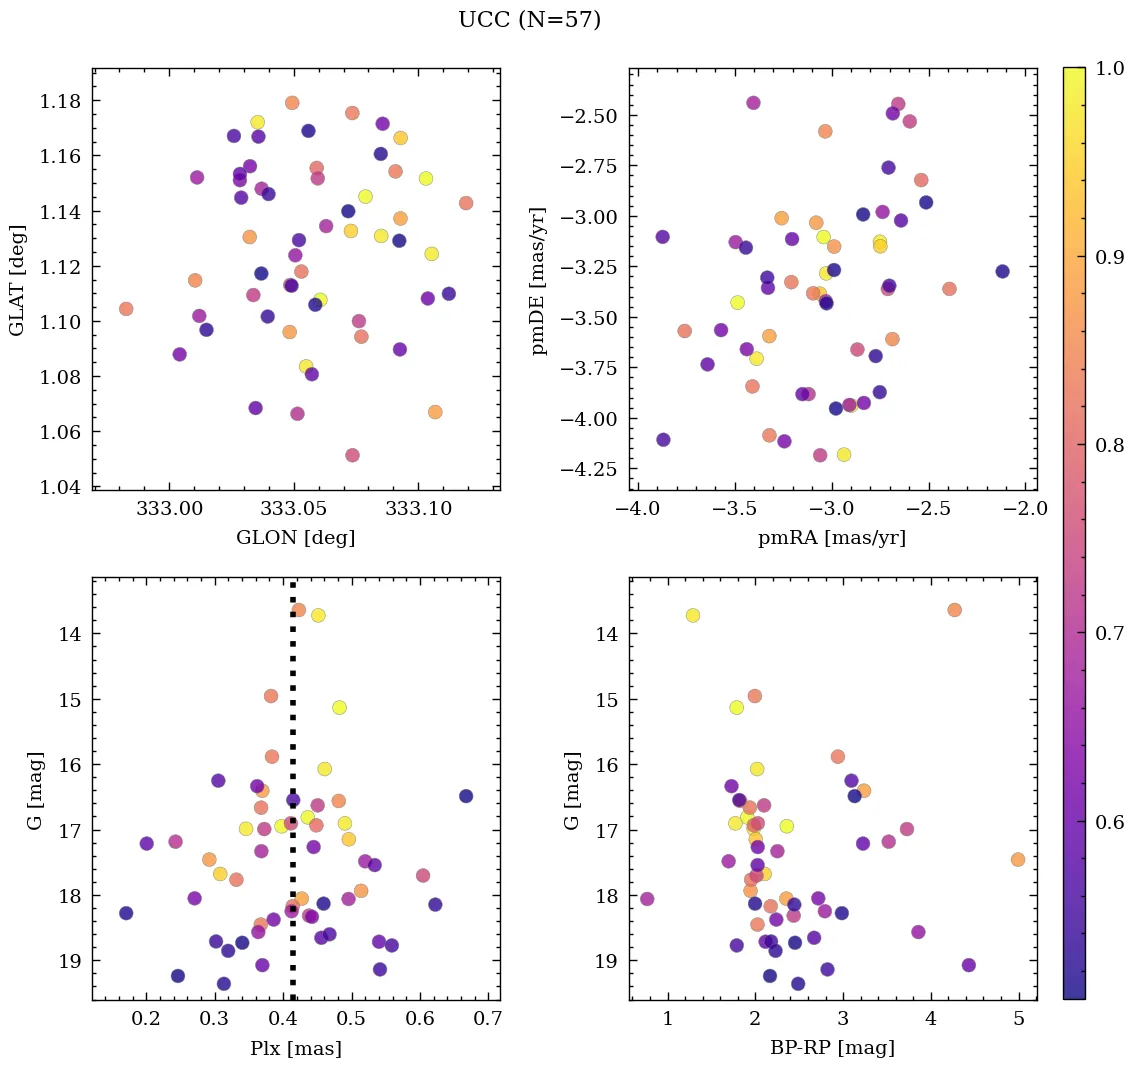 UCC (N=57)
1.18
1.16
1.14
1.12
1.10
1.08
1.06
1.04
GLAT [deg]
333.00 333.05 333.10
GLON [deg]
−2.50
−2.75
−3.00
−3.25
−3.50
−3.75
−4.00
−4.25
pmDE [mas/yr]
−4.0 −3.5 −3.0 −2.5 −2.0
pmRA [mas/yr]
14
15
16
17
18
19
G [mag]
0.2 0.3 0.4 0.5 0.6 0.7
Plx [mas]
14
15
16
17
18
19
G [mag]
1 2 3 4 5
BP-RP [mag]
1.0
0.9
0.8
0.7
0.6